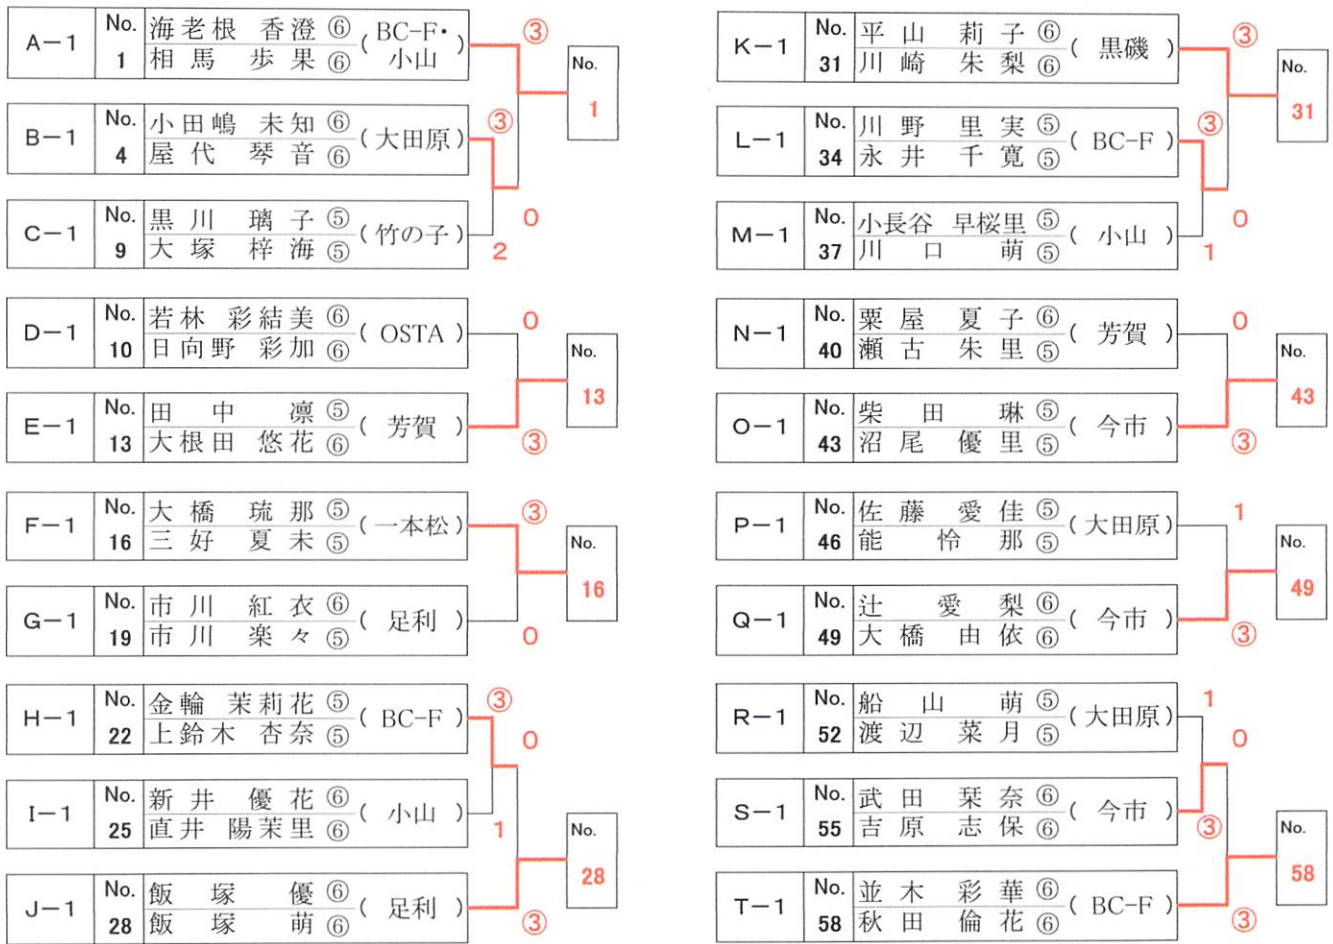 A-1 No. 1 海老根 香澄 ⑥ 相馬 歩果 ⑥ (BC-F・小山) ③
No. 1
B-1 No. 4 小田嶋 未知 ⑥ 屋代 琴音 ⑥ (大田原) ③
0
C-1 No. 9 黒川 璃子 ⑤ 大塚 梓海 ⑤ (竹の子) 2
D-1 No. 10 若林 彩結美 ⑥ 日向野 彩加 ⑥ (OSTA) 0
No. 13
E-1 No. 13 田中 凛 ⑤ 大根田 悠花 ⑥ (芳賀) ③
F-1 No. 16 大橋 琉那 ⑤ 三好 夏未 ⑤ (一本松) ③
No. 16
G-1 No. 19 市川 紅衣 ⑥ 市川 楽々 ⑤ (足利) 0
H-1 No. 22 金輪 茉莉花 ⑤ 上鈴木 杏奈 ⑤ (BC-F) ③
0
I-1 No. 25 新井 優花 ⑥ 直井 陽茉里 ⑥ (小山) 1
No. 28
J-1 No. 28 飯塚 優 ⑥ 飯塚 萌 ⑥ (足利) ③
K-1 No. 31 平山 莉子 ⑥ 川崎 朱梨 ⑥ (黒磯) ③
No. 31
L-1 No. 34 川野 里実 ⑤ 永井 千寛 ⑤ (BC-F) ③
0
M-1 No. 37 小長谷 早桜里 ⑤ 川口 萌 ⑤ (小山) 1
N-1 No. 40 粟屋 夏子 ⑥ 瀬古 朱里 ⑤ (芳賀) 0
No. 43
O-1 No. 43 柴田 琳 ⑤ 沼尾 優里 ⑤ (今市) ③
P-1 No. 46 佐藤 愛佳 ⑤ 能 怜那 ⑤ (大田原) 1
No. 49
Q-1 No. 49 辻 愛梨 ⑥ 大橋 由依 ⑥ (今市) ③
R-1 No. 52 船山 萌 ⑤ 渡辺 菜月 ⑤ (大田原) 1
0
S-1 No. 55 武田 栞奈 ⑥ 吉原 志保 ⑥ (今市) ③
No. 58
T-1 No. 58 並木 彩華 ⑥ 秋田 倫花 ⑥ (BC-F) ③